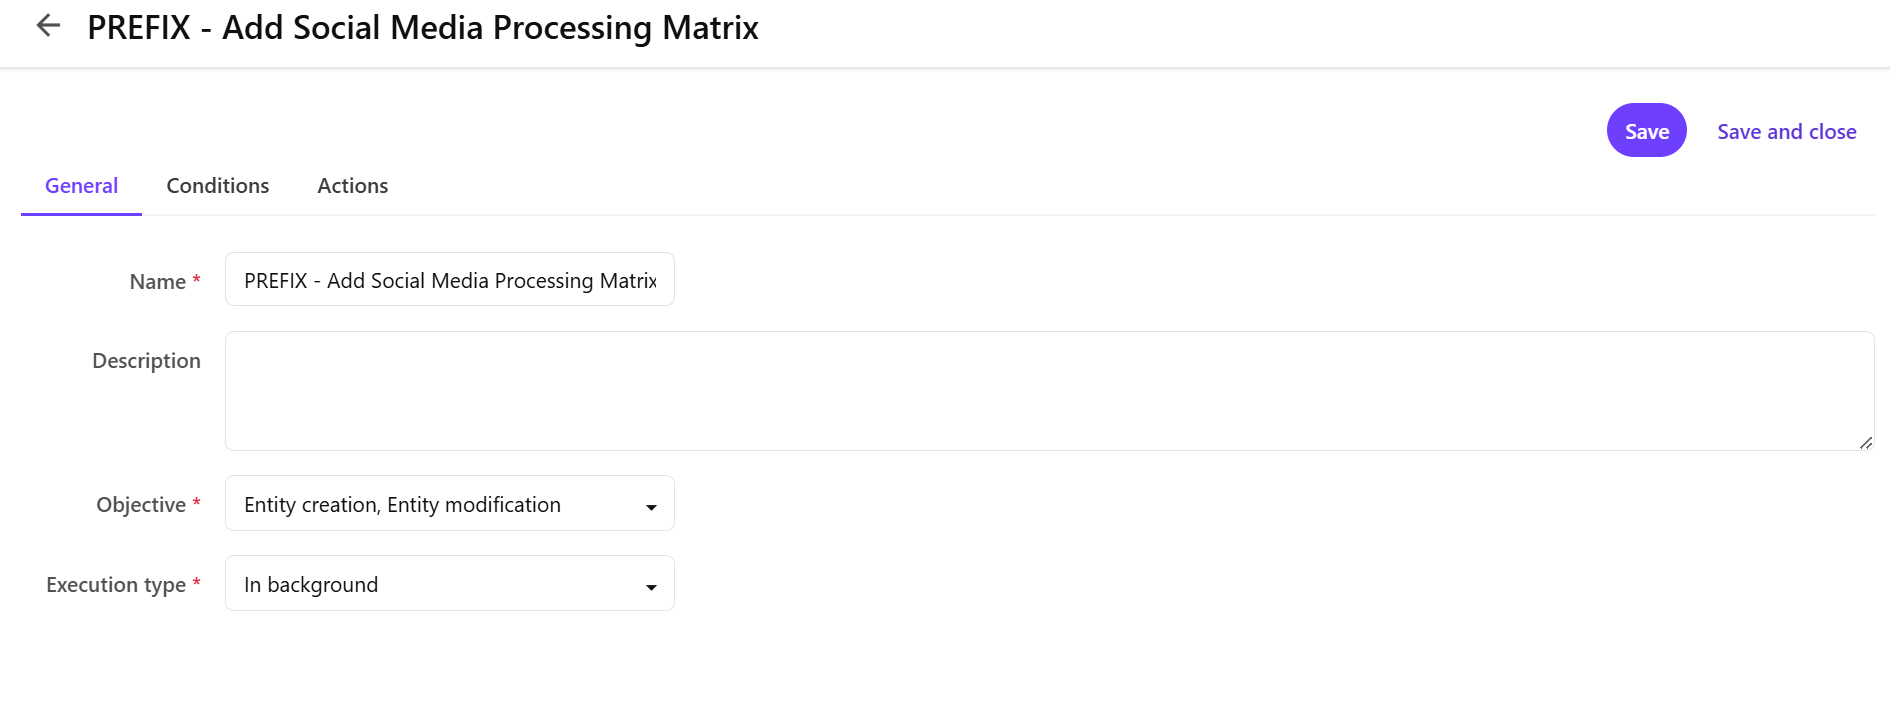 PREFIX - Add Social Media Processing Matrix
Save Save and close
General Conditions Actions
Name * PREFIX - Add Social Media Processing Matrix
Description
Objective * Entity creation, Entity modification
Execution type * In background